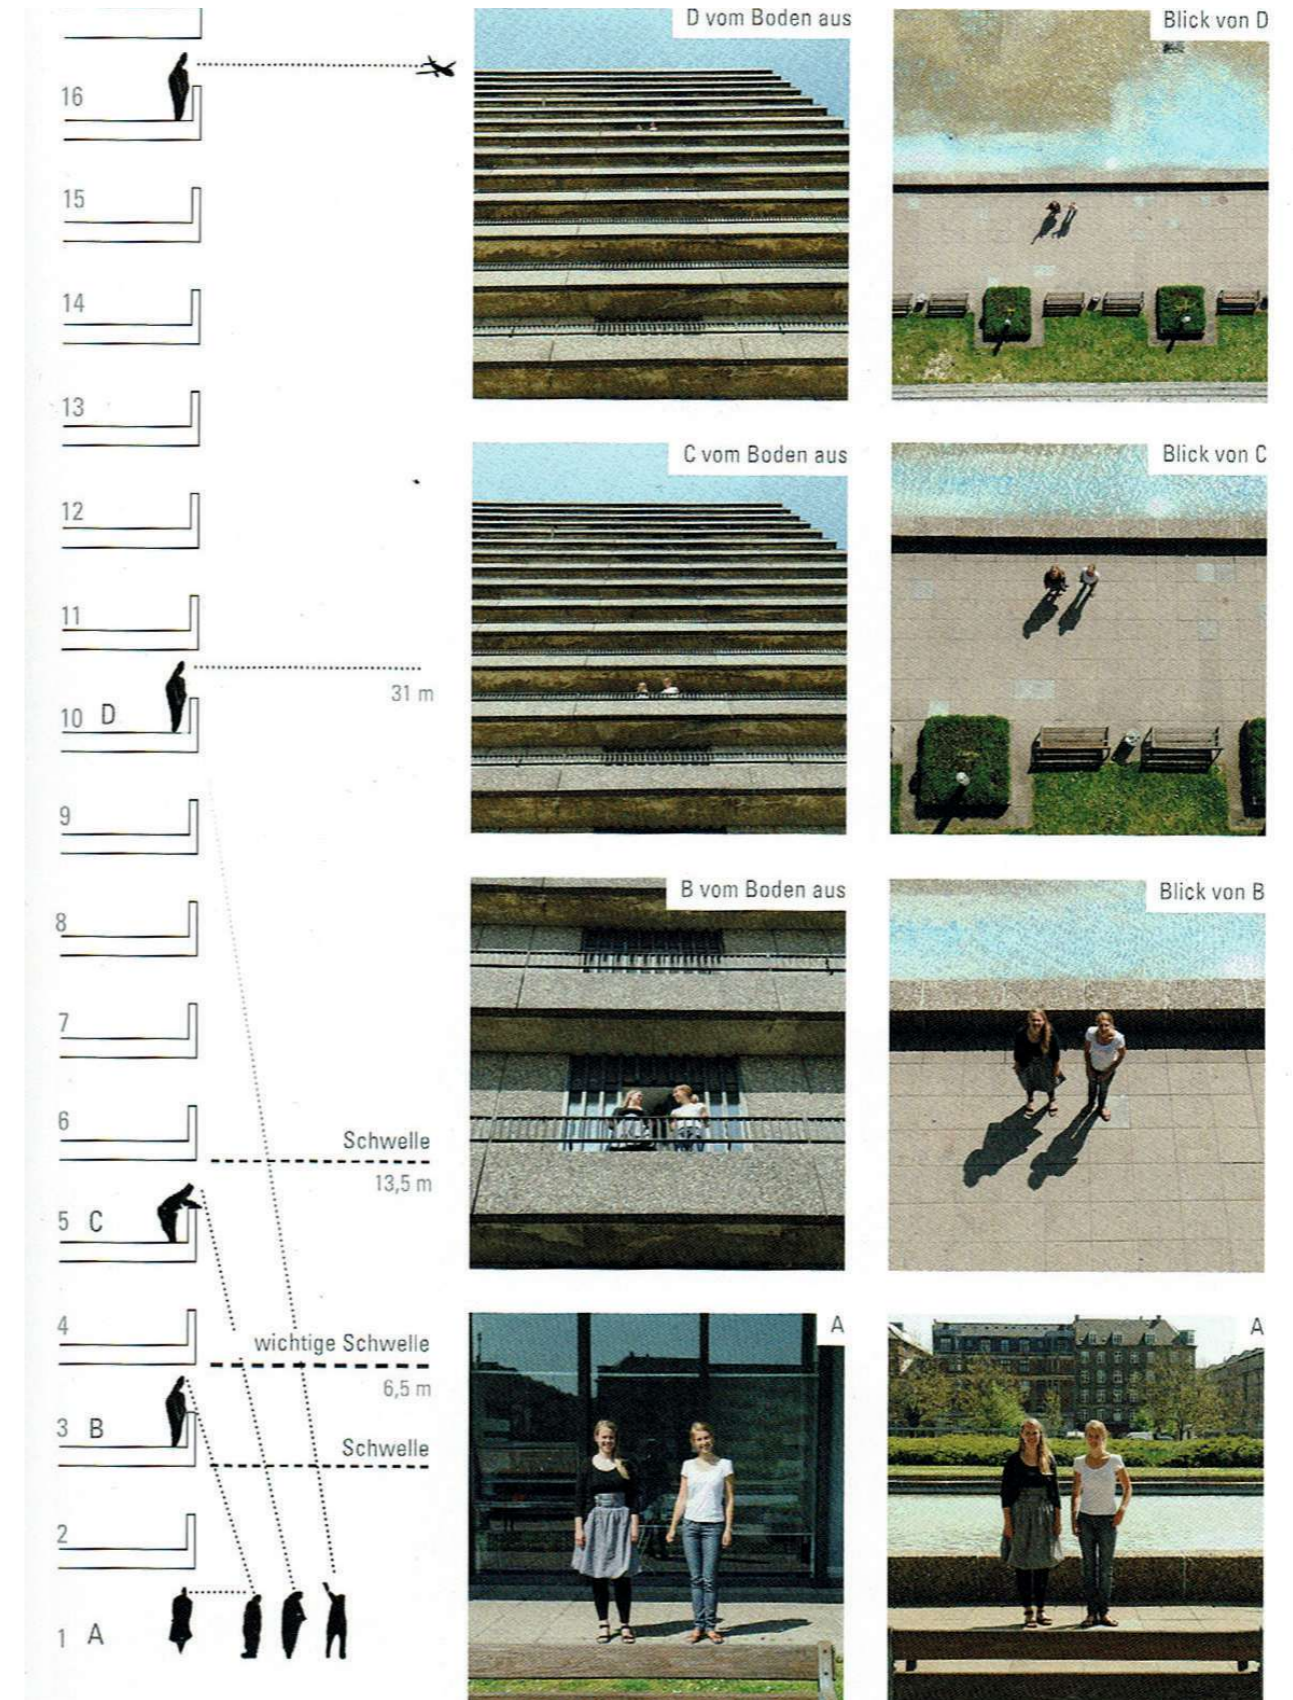 16
15
14
13
12
11
31 m
10 D
9
8
7
6
Schwelle
13,5 m
5 C
4
wichtige Schwelle
6,5 m
3 B
Schwelle
2
1 A
D vom Boden aus
Blick von D
C vom Boden aus
Blick von C
B vom Boden aus
Blick von B
A
A